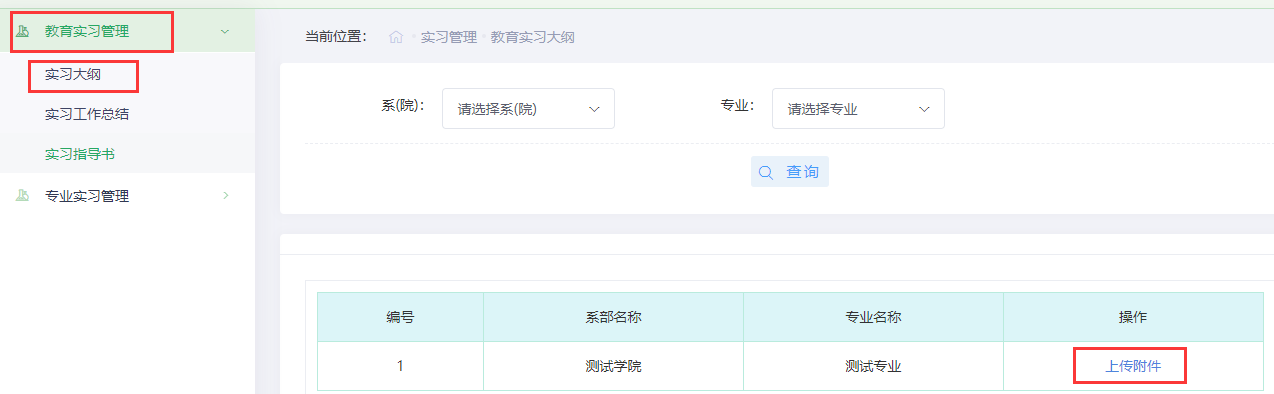 教育实习管理
实习大纲
实习工作总结
实习指导书
专业实习管理
当前位置： 实习管理 教育实习大纲
系(院)： 请选择系(院) 专业： 请选择专业
查询
编号 系部名称 专业名称 操作
1 测试学院 测试专业 上传附件